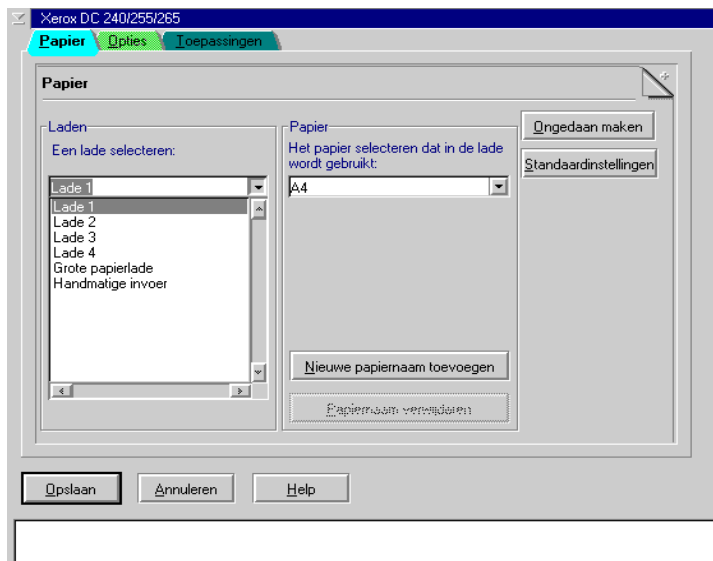 Xerox DC 240/255/265
Papier Opties Toepassingen
Papier
Laden
Een lade selecteren:
Lade 1
Lade 1
Lade 2
Lade 3
Lade 4
Grote papierlade
Handmatige invoer
Papier
Het papier selecteren dat in de lade
wordt gebruikt:
A4
Nieuwe papiernaam toevoegen
Papiernaam verwijderen
Ongedaan maken
Standaardinstellingen
Opslaan Annuleren Help